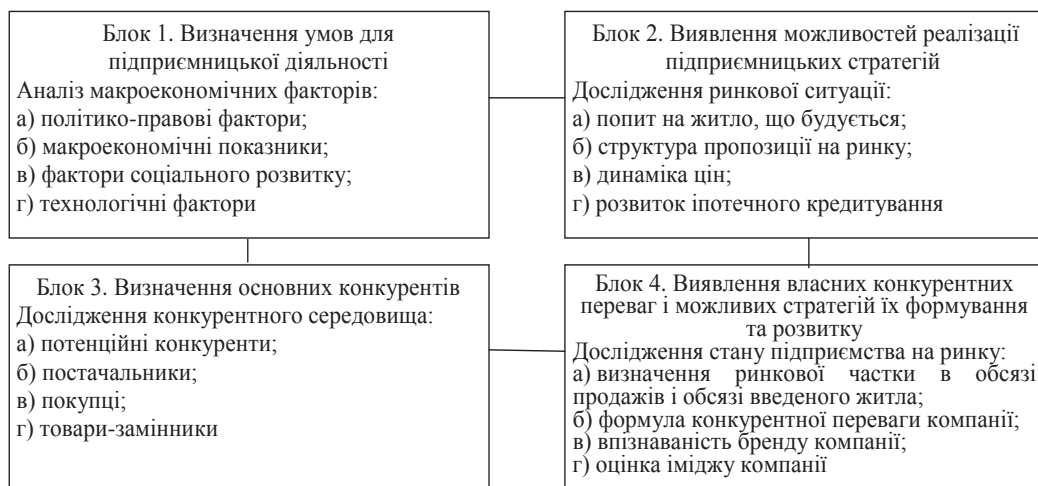 Блок 1. Визначення умов для
підприємницької діяльності
Аналіз макроекономічних факторів:
а) політико-правові фактори;
б) макроекономічні показники;
в) фактори соціального розвитку;
г) технологічні фактори
Блок 2. Виявлення можливостей реалізації
підприємницьких стратегій
Дослідження ринкової ситуації:
а) попит на житло, що будується;
б) структура пропозиції на ринку;
в) динаміка цін;
г) розвиток іпотечного кредитування
Блок 3. Визначення основних конкурентів
Дослідження конкурентного середовища:
а) потенційні конкуренти;
б) постачальники;
в) покупці;
г) товари-замінники
Блок 4. Виявлення власних конкурентних
переваг і можливих стратегій їх формування
та розвитку
Дослідження стану підприємства на ринку:
а) визначення ринкової частки в обсязі
продажів і обсязі введеного житла;
б) формула конкурентної переваги компанії;
в) впізнаваність бренду компанії;
г) оцінка іміджу компанії